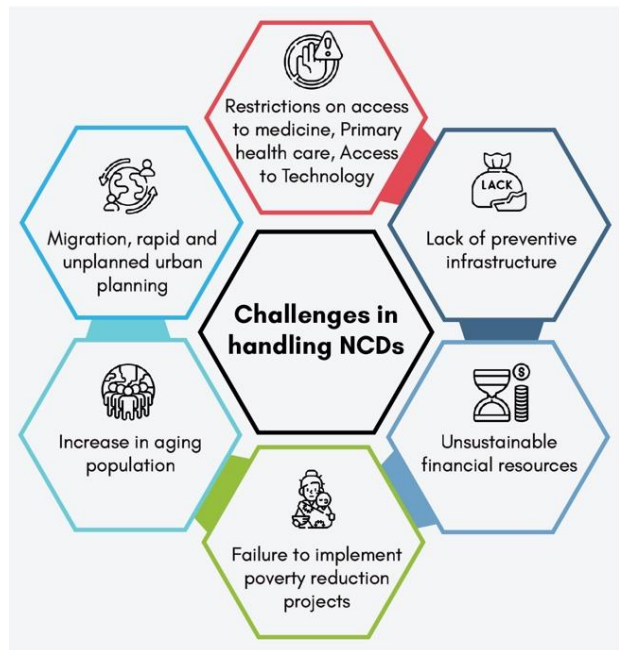 Restrictions on access
to medicine, Primary
health care, Access
to Technology
LACK
Lack of preventive
infrastructure
$
Unsustainable
financial resources
Failure to implement
poverty reduction
projects
Increase in aging
population
Migration, rapid and
unplanned urban
planning
Challenges in
handling NCDs